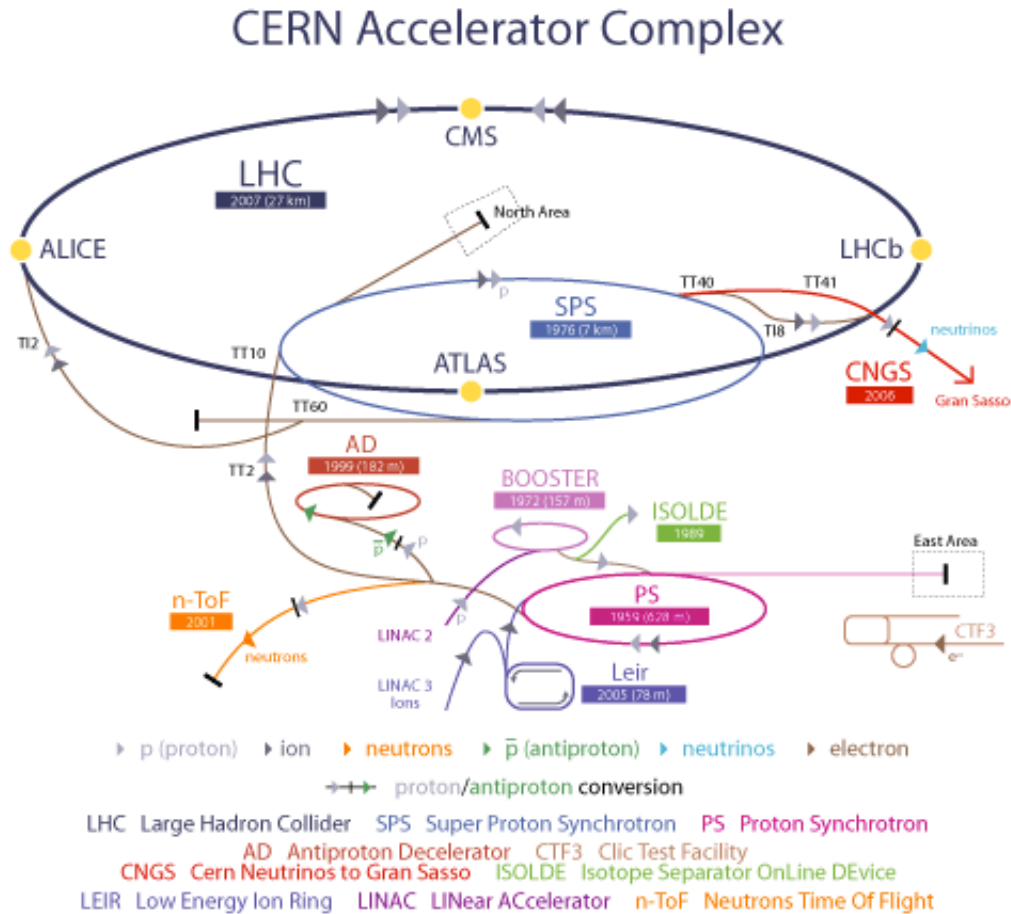 CERN Accelerator Complex
CMS
LHC
2007 (27 km)
North Area
ALICE
LHCb
p
TT40
TT41
SPS
1976 (7 km)
TI8
neutrinos
TI2
TT10
ATLAS
CNGS
2006
Gran Sasso
TT60
AD
1999 (182 m)
TT2
BOOSTER
1972 (157 m)
ISOLDE
1989
p
p̅
East Area
n-ToF
2001
PS
1959 (628 m)
p
LINAC 2
CTF3
neutrons
e-
LINAC 3
Ions
Leir
2005 (78 m)
p (proton) ion neutrons p̅ (antiproton) neutrinos electron
proton/antiproton conversion
LHC Large Hadron Collider SPS Super Proton Synchrotron PS Proton Synchrotron
AD Antiproton Decelerator CTF3 Clic Test Facility
CNGS Cern Neutrinos to Gran Sasso ISOLDE Isotope Separator OnLine DEvice
LEIR Low Energy Ion Ring LINAC LINear ACcelerator n-ToF Neutrons Time Of Flight